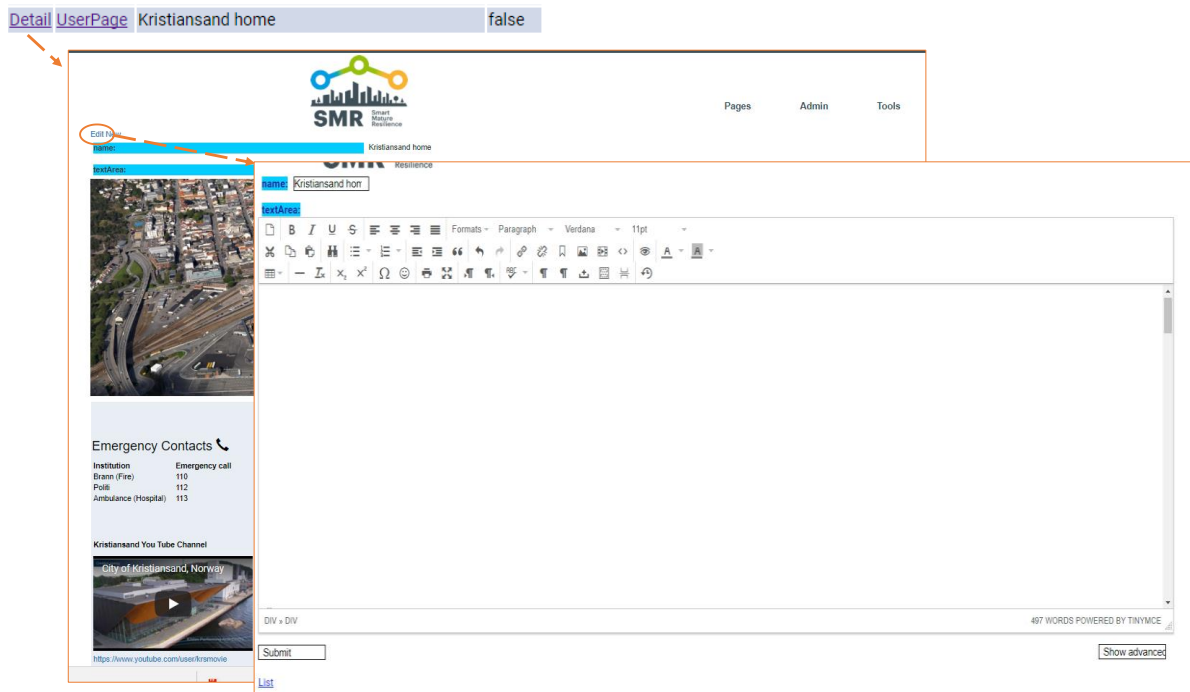 Detail UserPage Kristiansand home false
SMR Smart Mature Resilience
Pages Admin Tools
Edit New
name: Kristiansand home
textArea:
Resilience
name: Kristiansand hom
textArea:
B I U S Formats Paragraph Verdana 11pt
Emergency Contacts
Institution Emergency call
Brann (Fire) 110
Politi 112
Ambulance (Hospital) 113
Kristiansand You Tube Channel
City of Kristiansand, Norway
https://www.youtube.com/user/krsmovie
DIV » DIV 497 WORDS POWERED BY TINYMCE
Submit Show advanced
List